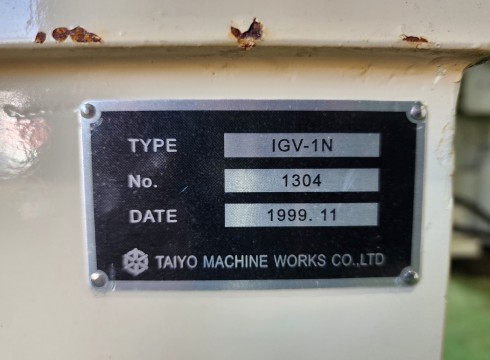 TYPE IGV-1N
No. 1304
DATE 1999. 11
TAIYO MACHINE WORKS CO.,LTD